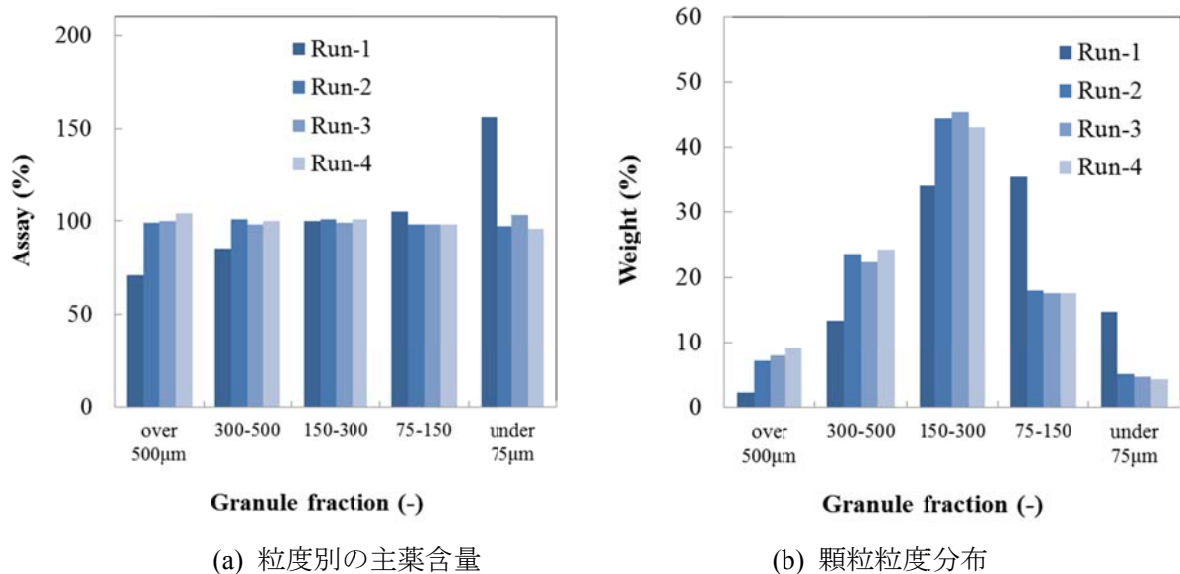 200
150
100
50
0
Assay (%)
Run-1
Run-2
Run-3
Run-4
over
500μm
300-500
150-300
75-150
under
75μm
Granule fraction (-)
(a) 粒度別の主薬含量
60
50
40
30
20
10
0
Weight (%)
Run-1
Run-2
Run-3
Run-4
over
500μm
300-500
150-300
75-150
under
75μm
Granule fraction (-)
(b) 顆粒粒度分布